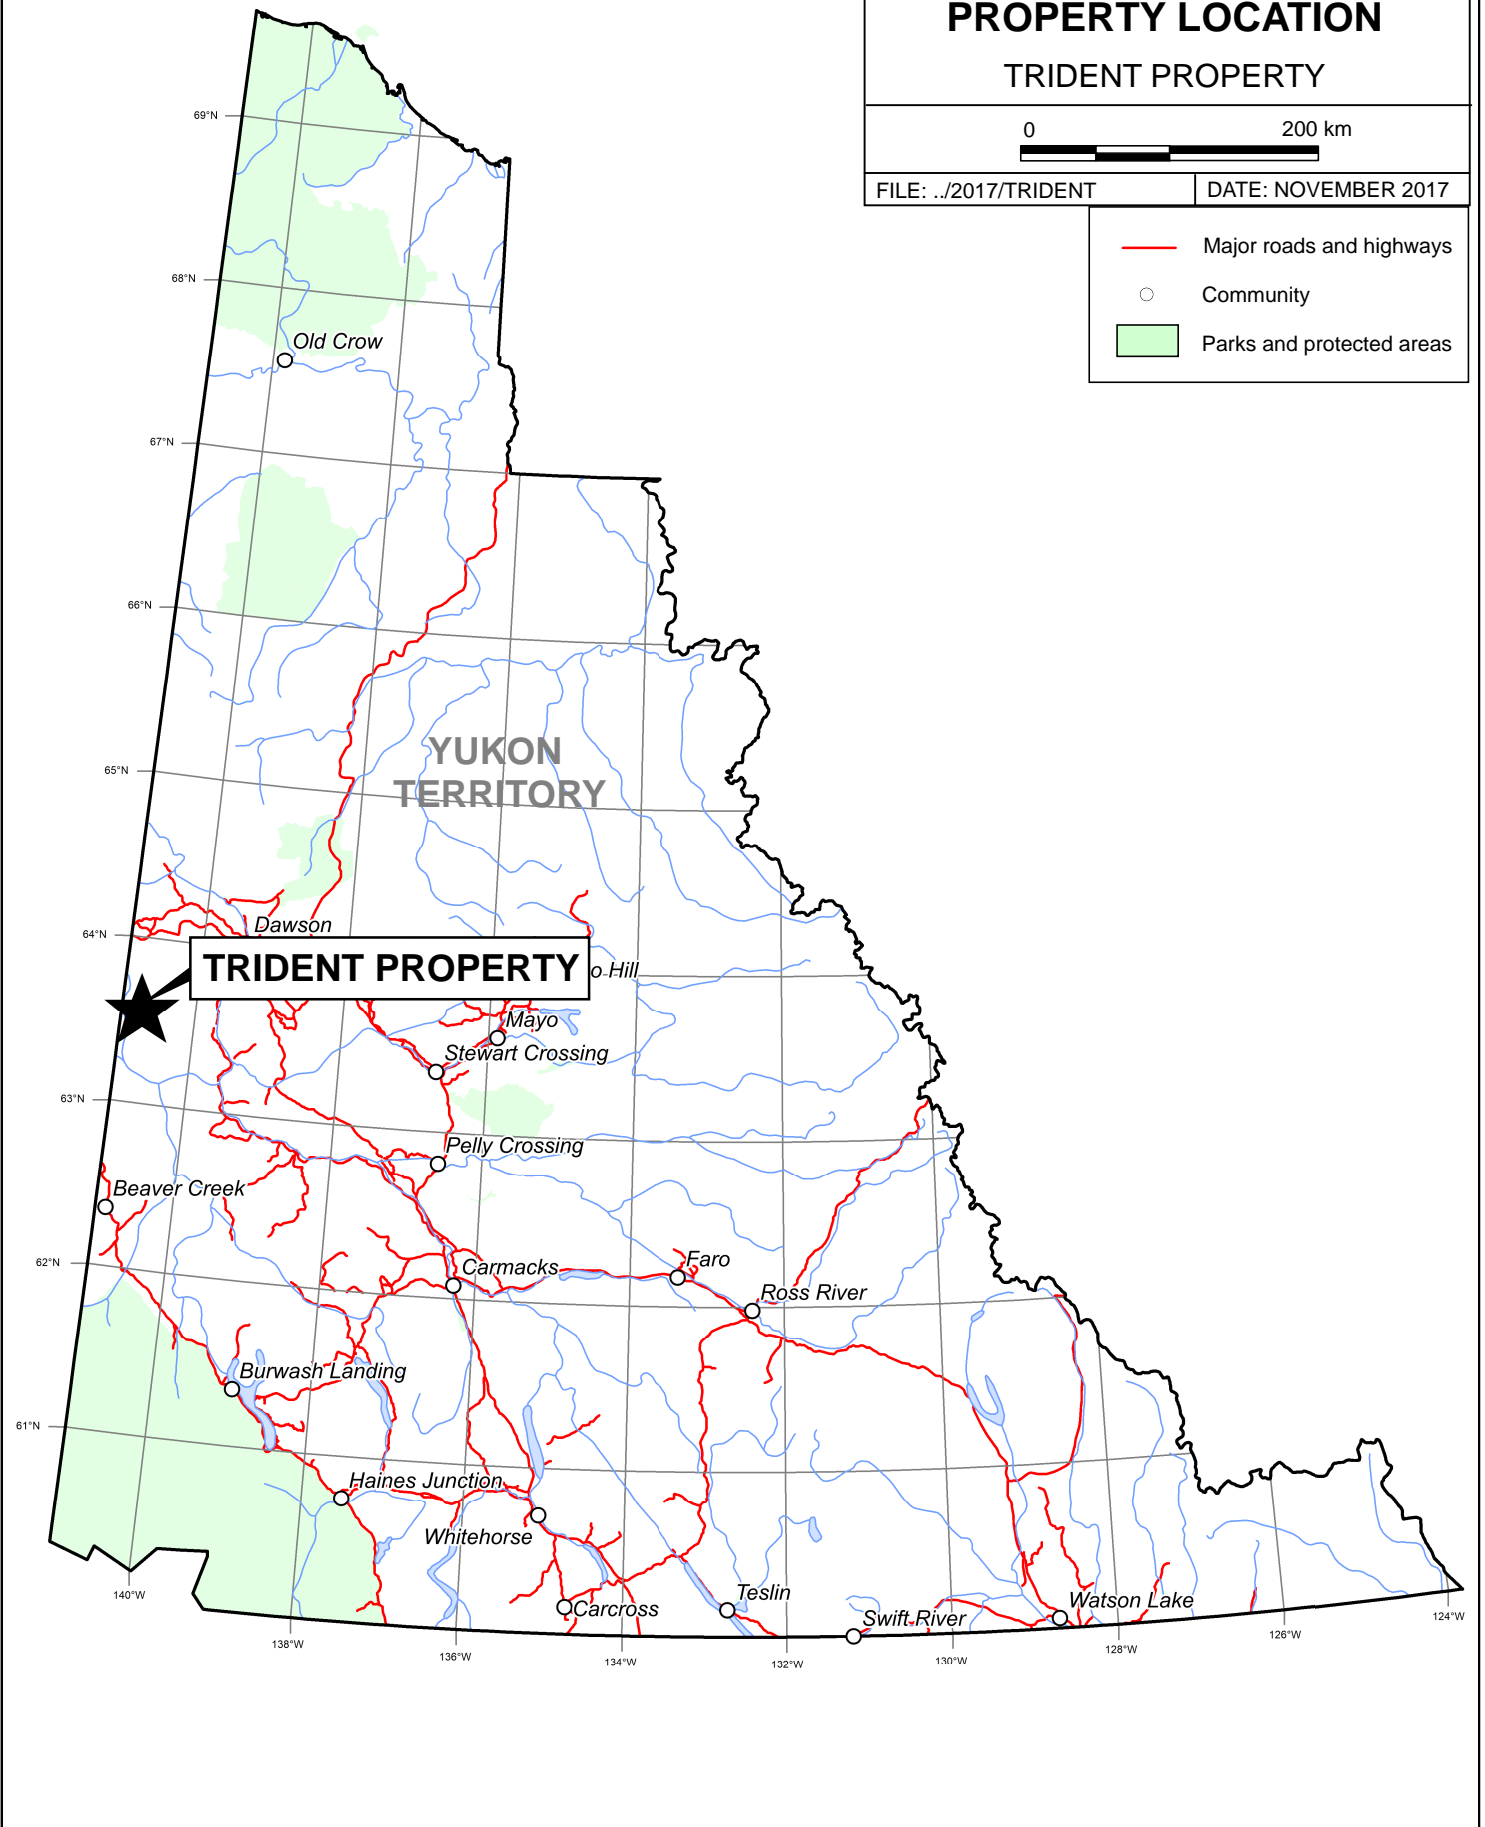 PROPERTY LOCATION
TRIDENT PROPERTY
0
200 km
FILE: ../2017/TRIDENT
DATE: NOVEMBER 2017
Major roads and highways
Community
Parks and protected areas
69°N
68°N
Old Crow
67°N
66°N
65°N
YUKON
TERRITORY
64°N
Dawson
TRIDENT PROPERTY
o Hill
Mayo
Stewart Crossing
63°N
Pelly Crossing
Beaver Creek
62°N
Carmacks
Faro
Ross River
Burwash Landing
61°N
Haines Junction
Whitehorse
Carcross
Teslin
Swift River
Watson Lake
140°W
138°W
136°W
134°W
132°W
130°W
128°W
126°W
124°W